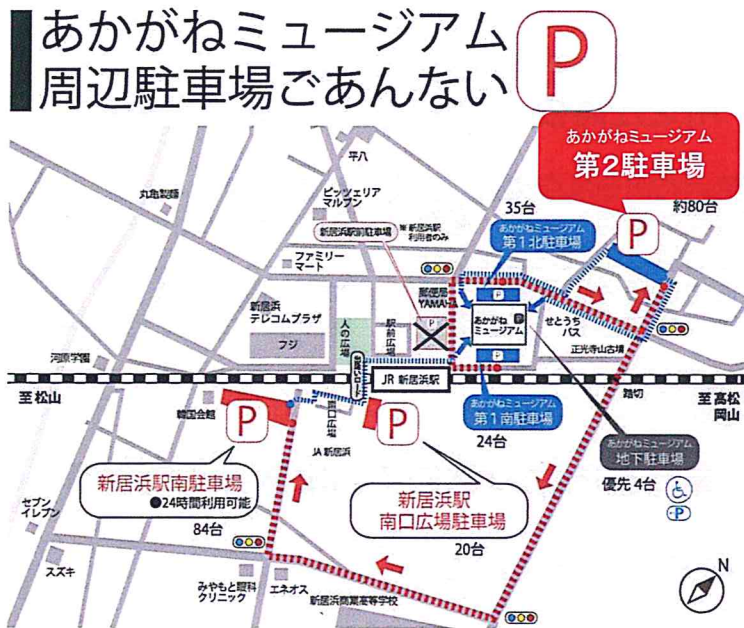 あかがねミュージアム
周辺駐車場ごあんない
P
あかがねミュージアム
第2駐車場
約80台
P
平八
丸亀製麺
ピッツェリア
マルブン
35台
あかがねミュージアム
第1北駐車場
新居浜駅前駐車場
※新居浜駅
利用者のみ
ファミリー
マート
郵便局
YAMAHA
新居浜
テレコムプラザ
フジ
人の広場
駅前広場
P
P
あかがね
ミュージアム
P
P
せとうち
バス
正光寺山古墳
河原学園
至 松山
JR 新居浜駅
踏切
至 高松
岡山
あかがねミュージアム
第1南駐車場
24台
韓国会館
P
南口広場
JA 新居浜
P
あかがねミュージアム
地下駐車場
優先 4台
P
新居浜駅南駐車場
●24時間利用可能
84台
新居浜駅
南口広場駐車場
20台
セブン
イレブン
スズキ
みやもと眼科
クリニック
エネオス
新居浜商業高等学校
N